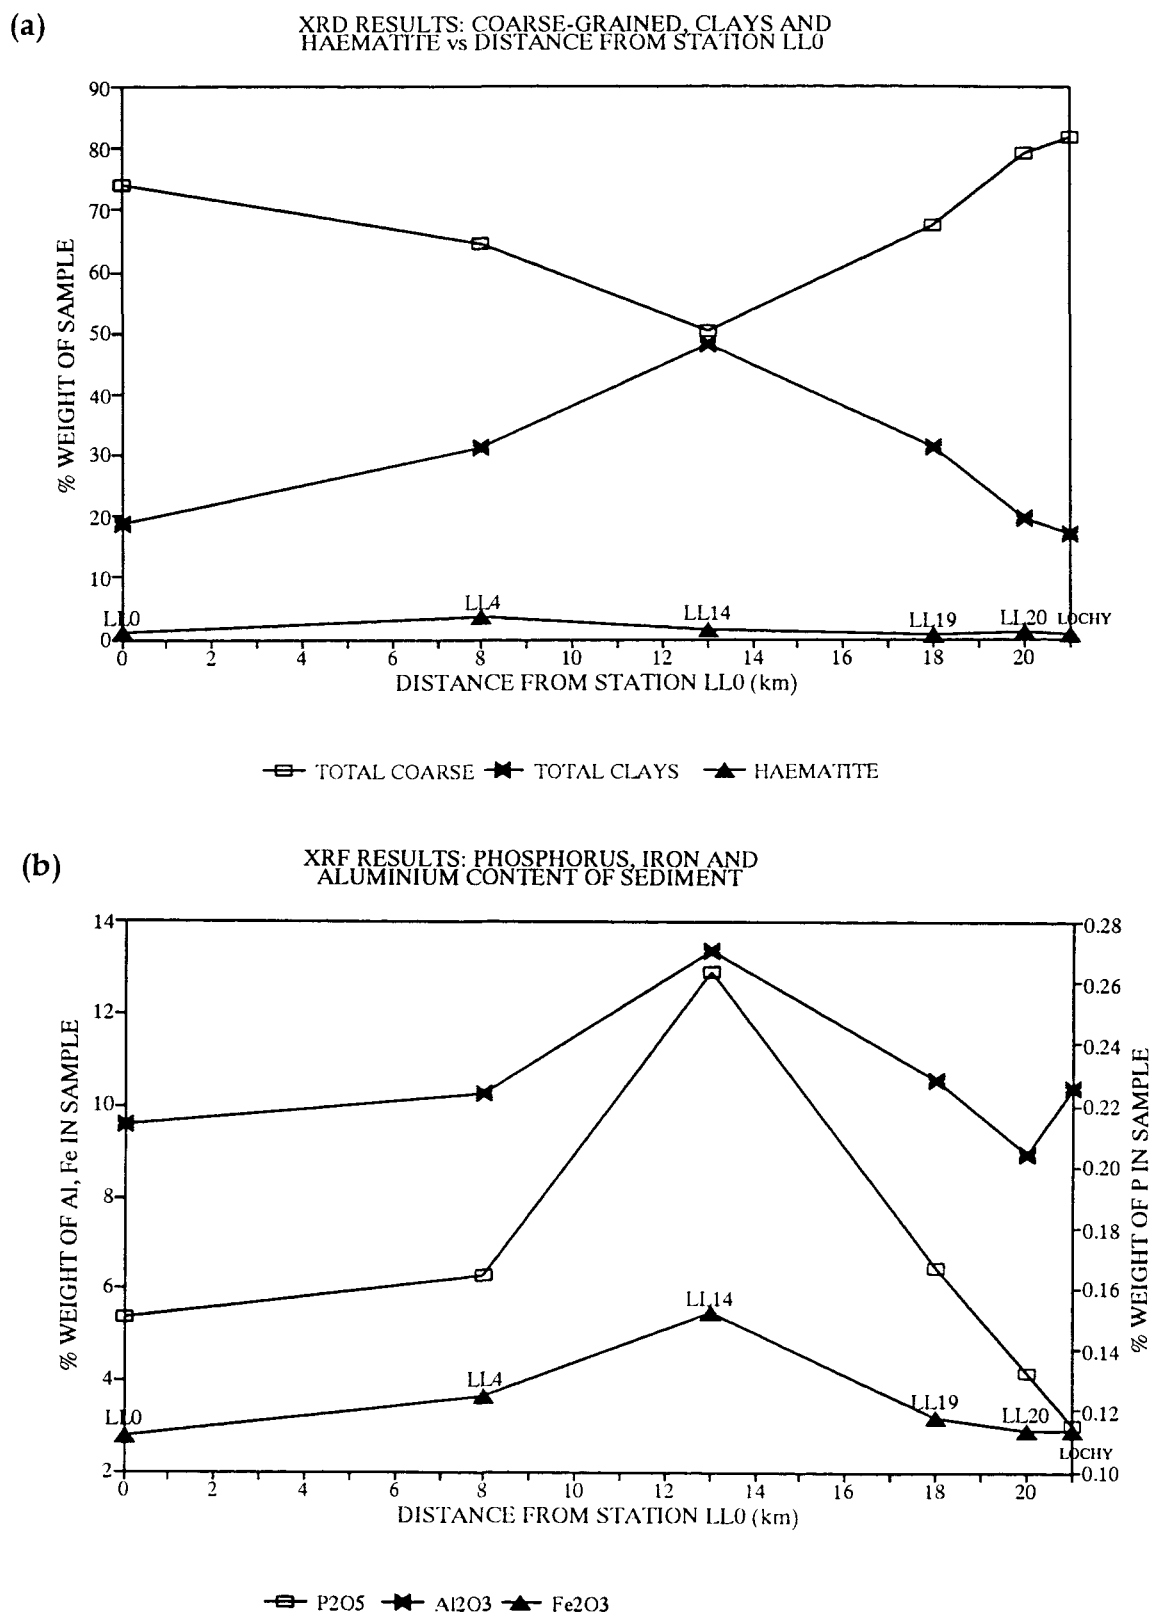 (a)
XRD RESULTS: COARSE-GRAINED, CLAYS AND
HAEMATITE vs DISTANCE FROM STATION LL0
90
80
70
60
50
40
30
20
10
0
% WEIGHT OF SAMPLE
LL0
LL4
LL14
LL19
LL20
LOCHY
0 2 4 6 8 10 12 14 16 18 20
DISTANCE FROM STATION LL0 (km)
TOTAL COARSE TOTAL CLAYS HAEMATITE
(b)
XRF RESULTS: PHOSPHORUS, IRON AND
ALUMINIUM CONTENT OF SEDIMENT
14
12
10
8
6
4
2
% WEIGHT OF Al, Fe IN SAMPLE
0.28
0.26
0.24
0.22
0.20
0.18
0.16
0.14
0.12
0.10
% WEIGHT OF P IN SAMPLE
LL0
LL4
LL14
LL19
LL20
LOCHY
0 2 4 6 8 10 12 14 16 18 20
DISTANCE FROM STATION LL0 (km)
P2O5 Al2O3 Fe2O3